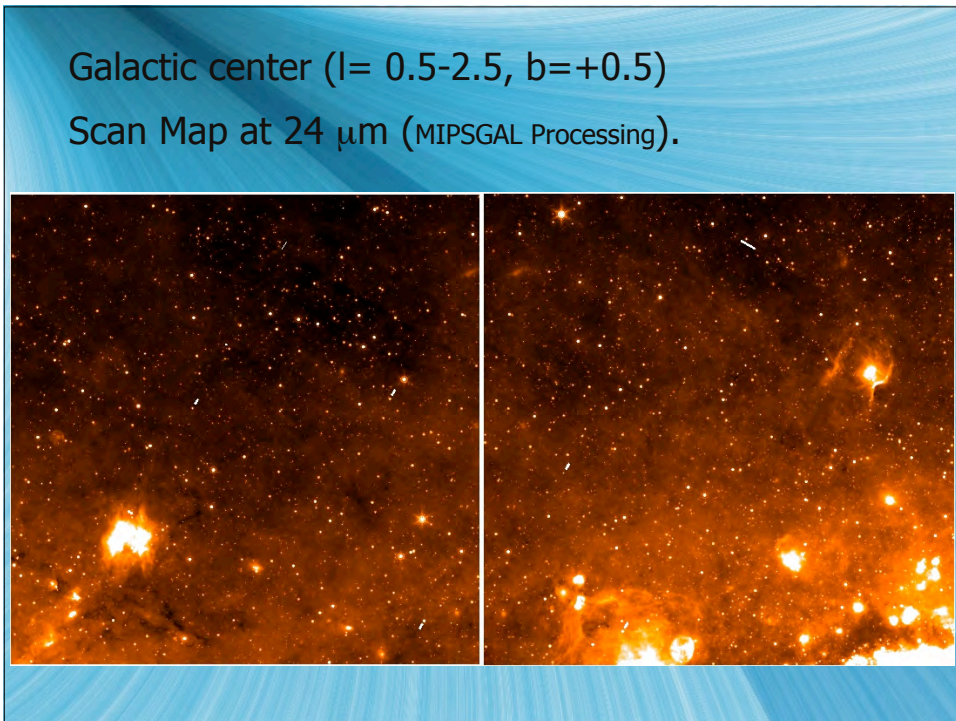 Galactic center (l= 0.5-2.5, b=+0.5)
Scan Map at 24 μm (MIPSGAL Processing).